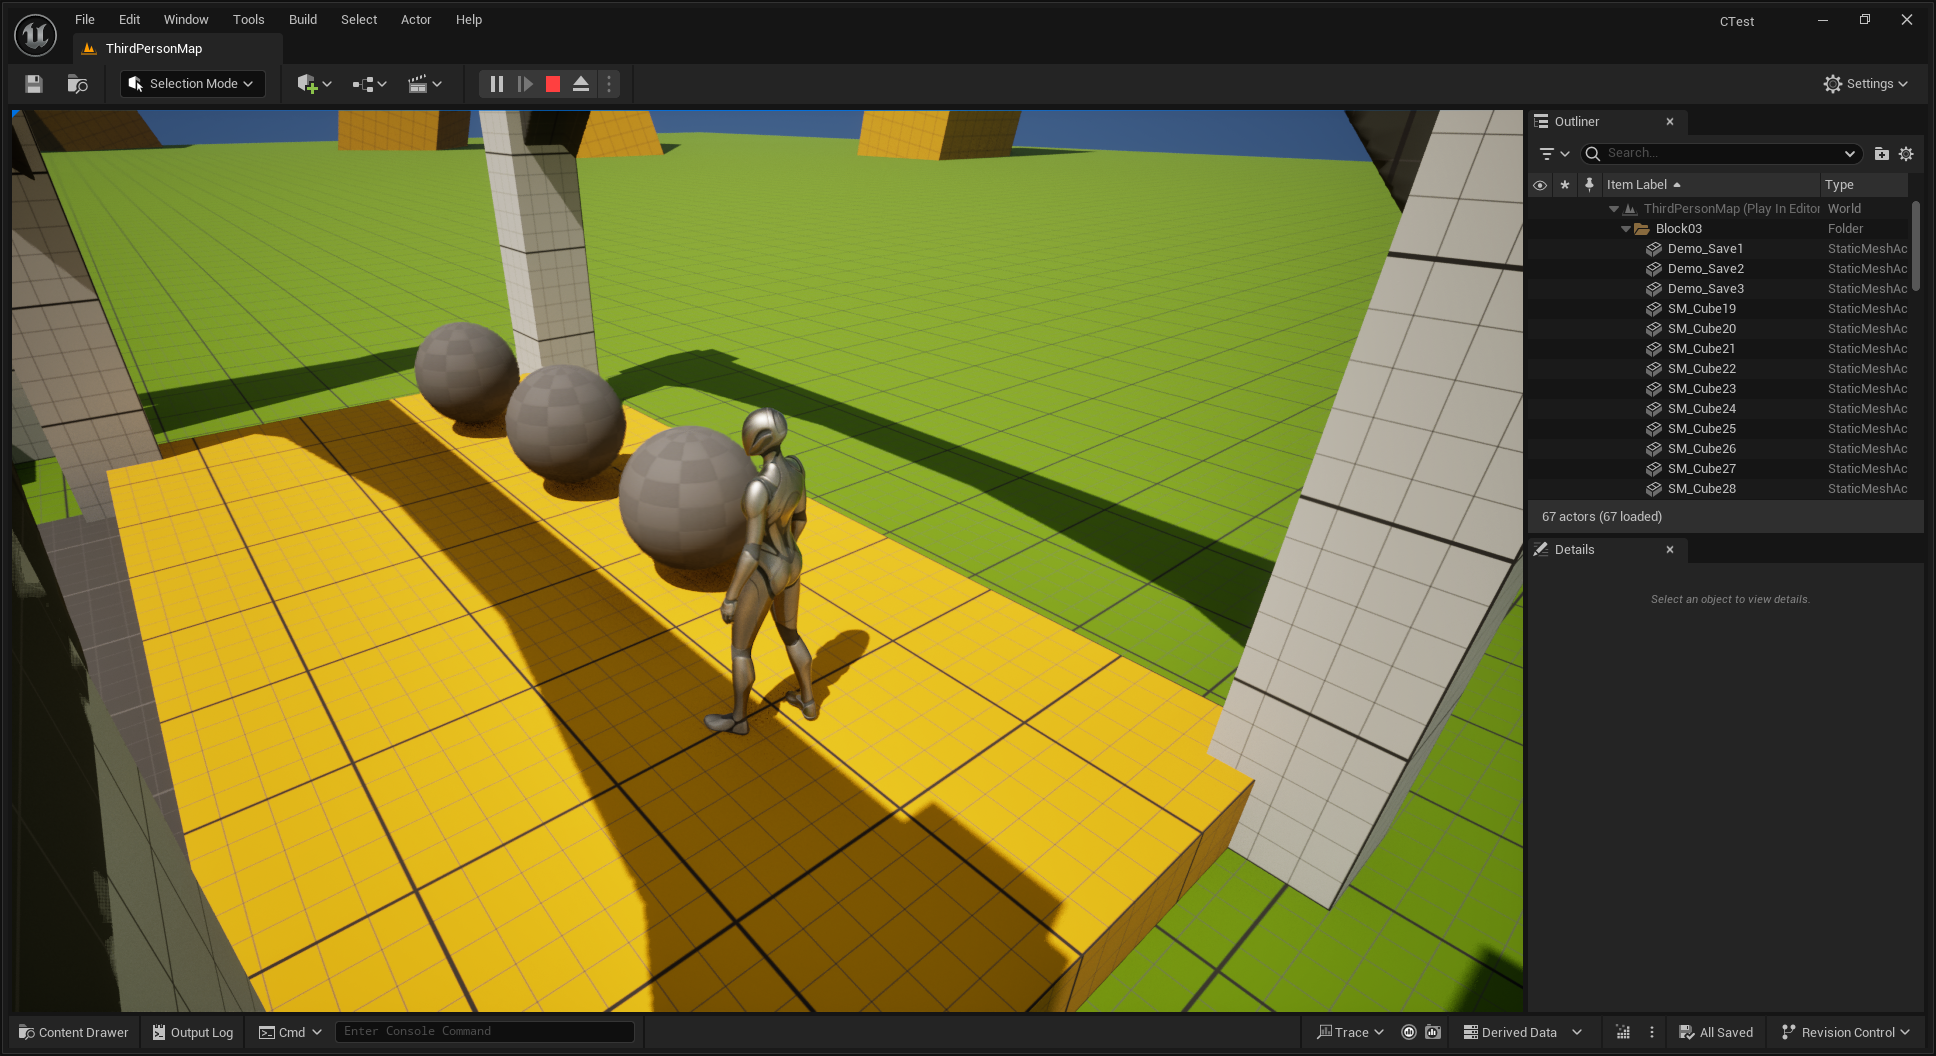 File Edit Window Tools Build Select Actor Help
CTest
ThirdPersonMap
Selection Mode
Settings
Outliner
Search...
Item Label Type
ThirdPersonMap (Play In Editor World
Block03 Folder
Demo_Save1 StaticMeshAc
Demo_Save2 StaticMeshAc
Demo_Save3 StaticMeshAc
SM_Cube19 StaticMeshAc
SM_Cube20 StaticMeshAc
SM_Cube21 StaticMeshAc
SM_Cube22 StaticMeshAc
SM_Cube23 StaticMeshAc
SM_Cube24 StaticMeshAc
SM_Cube25 StaticMeshAc
SM_Cube26 StaticMeshAc
SM_Cube27 StaticMeshAc
SM_Cube28 StaticMeshAc
67 actors (67 loaded)
Details
Select an object to view details.
Content Drawer Output Log Cmd Enter Console Command Trace Derived Data All Saved Revision Control